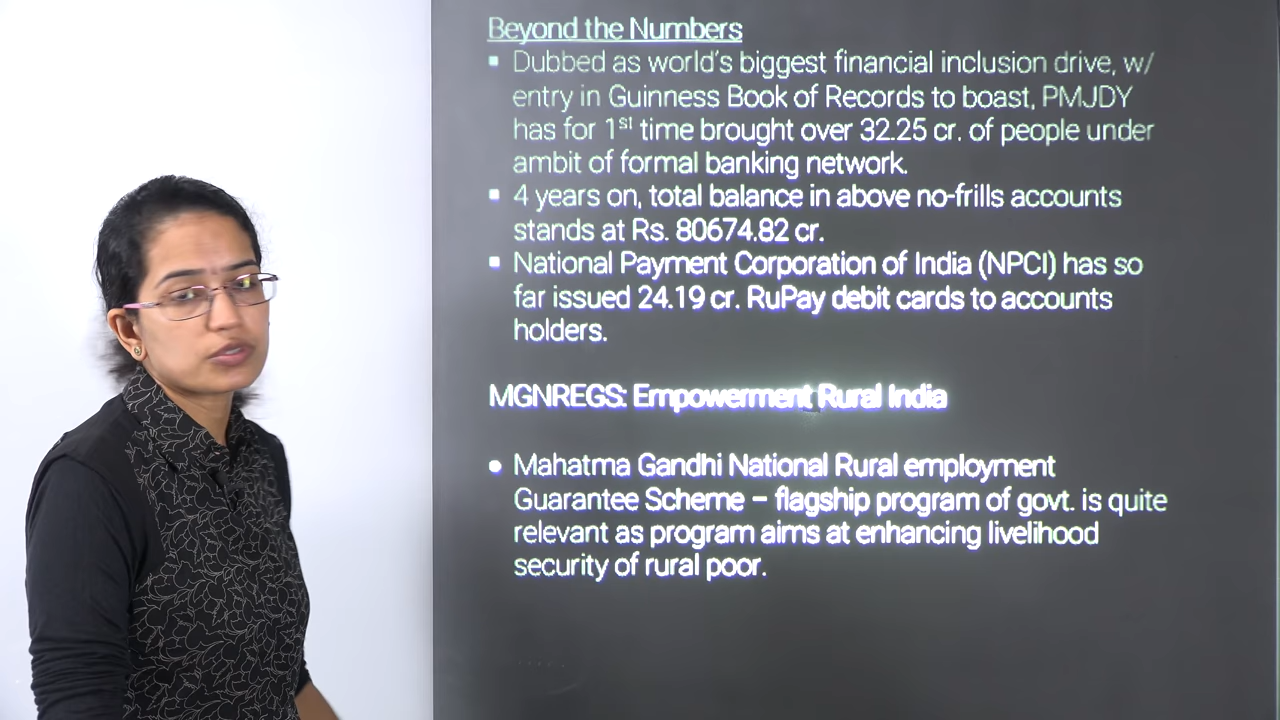 Beyond the Numbers
▪ Dubbed as world's biggest financial inclusion drive, w/
entry in Guinness Book of Records to boast, PMJDY
has for 1st time brought over 32.25 cr. of people under
ambit of formal banking network.
▪ 4 years on, total balance in above no-frills accounts
stands at Rs. 80674.82 cr.
▪ National Payment Corporation of India (NPCI) has so
far issued 24.19 cr. RuPay debit cards to accounts
holders.
MGNREGS: Empowerment Rural India
• Mahatma Gandhi National Rural employment
Guarantee Scheme – flagship program of govt. is quite
relevant as program aims at enhancing livelihood
security of rural poor.